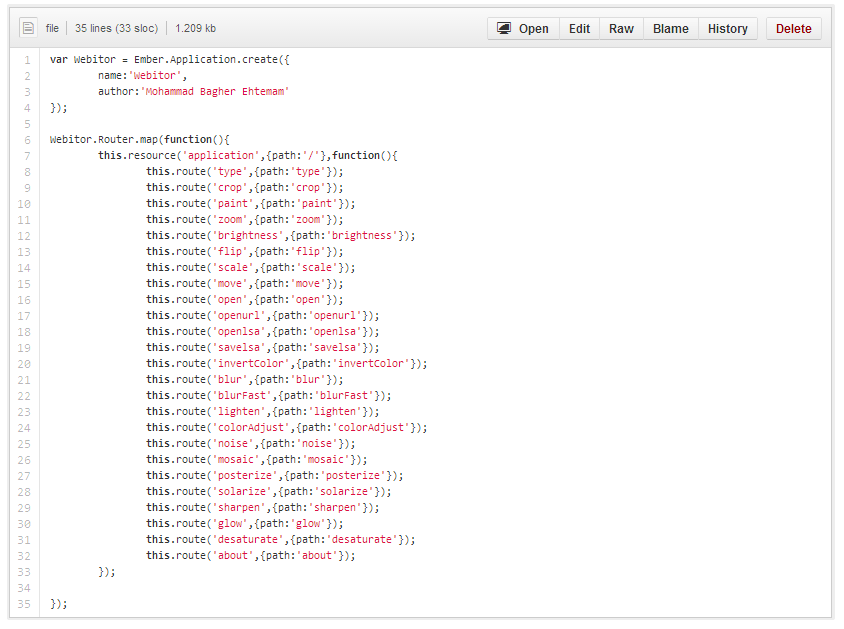 file 35 lines (33 sloc) 1.209 kb Open Edit Raw Blame History Delete
1 var Webitor = Ember.Application.create({
2 name:'Webitor',
3 author:'Mohammad Bagher Ehtemam'
4 });
5
6 Webitor.Router.map(function(){
7 this.resource('application',{path:'/'},function(){
8 this.route('type',{path:'type'});
9 this.route('crop',{path:'crop'});
10 this.route('paint',{path:'paint'});
11 this.route('zoom',{path:'zoom'});
12 this.route('brightness',{path:'brightness'});
13 this.route('flip',{path:'flip'});
14 this.route('scale',{path:'scale'});
15 this.route('move',{path:'move'});
16 this.route('open',{path:'open'});
17 this.route('openurl',{path:'openurl'});
18 this.route('openlsa',{path:'openlsa'});
19 this.route('savelsa',{path:'savelsa'});
20 this.route('invertColor',{path:'invertColor'});
21 this.route('blur',{path:'blur'});
22 this.route('blurFast',{path:'blurFast'});
23 this.route('lighten',{path:'lighten'});
24 this.route('colorAdjust',{path:'colorAdjust'});
25 this.route('noise',{path:'noise'});
26 this.route('mosaic',{path:'mosaic'});
27 this.route('posterize',{path:'posterize'});
28 this.route('solarize',{path:'solarize'});
29 this.route('sharpen',{path:'sharpen'});
30 this.route('glow',{path:'glow'});
31 this.route('desaturate',{path:'desaturate'});
32 this.route('about',{path:'about'});
33 });
34
35 });